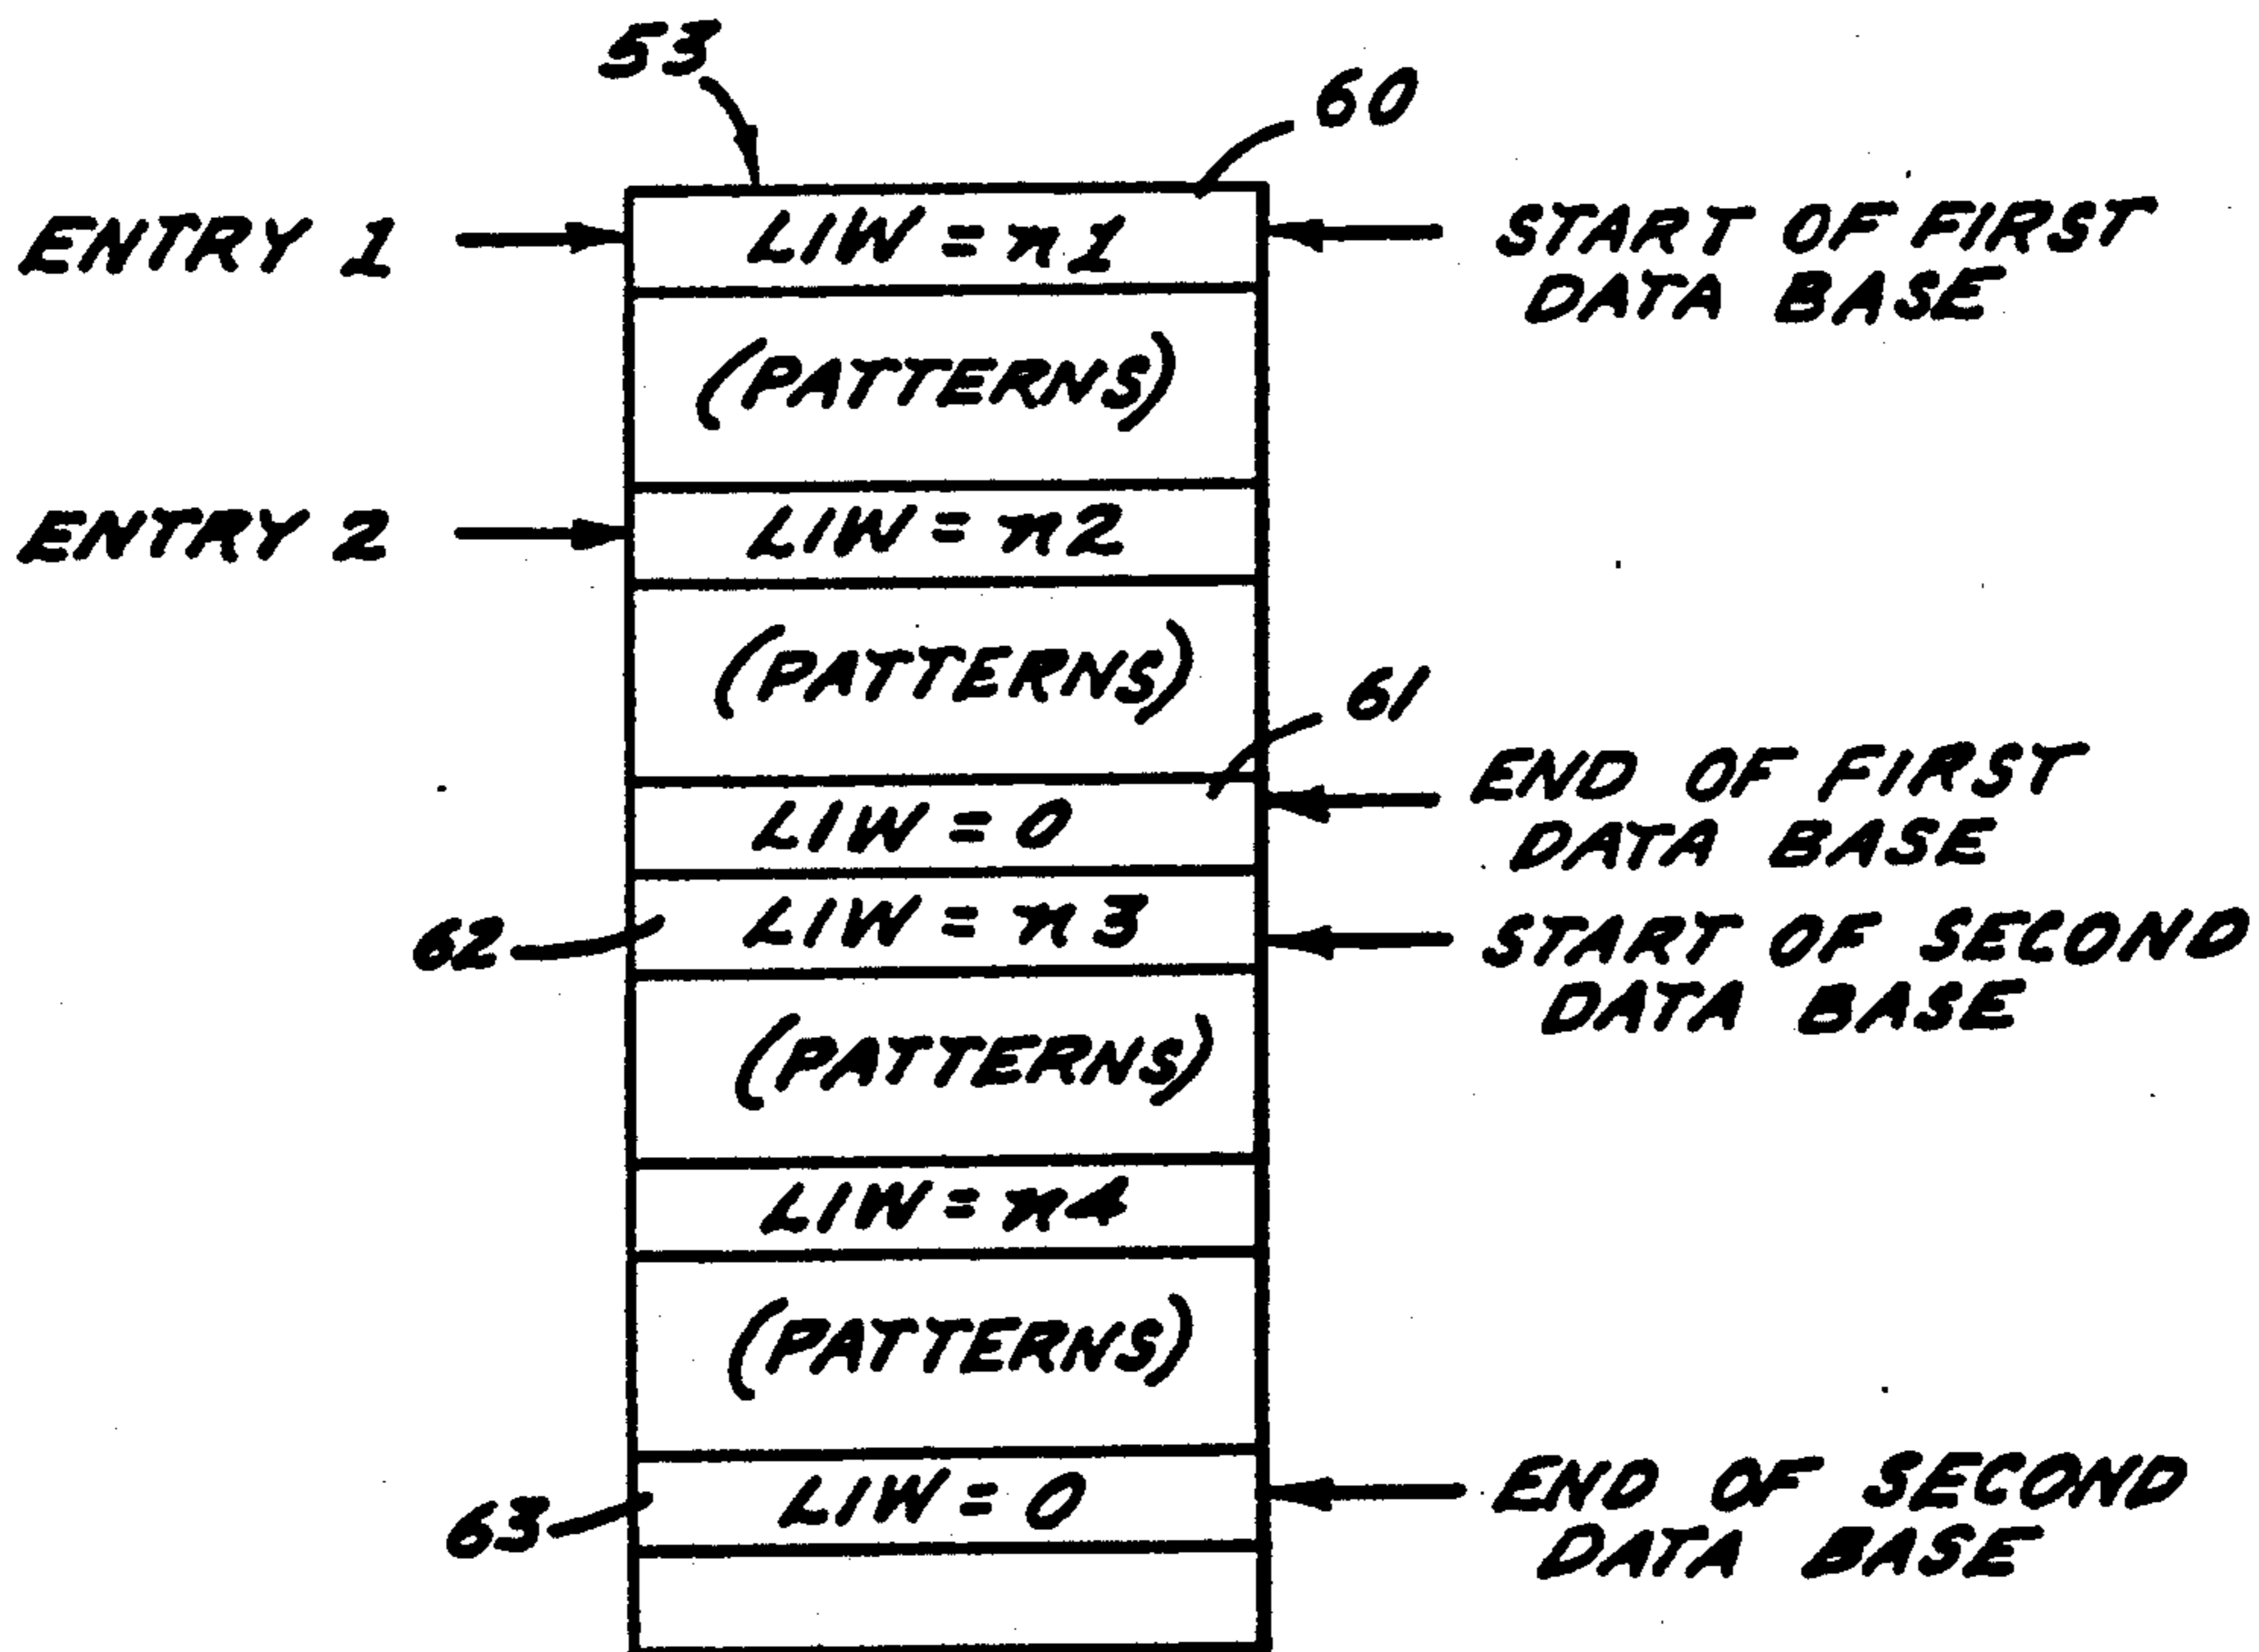 53
60
ENTRY 1
LIW = n1
START OF FIRST
DATA BASE
(PATTERNS)
ENTRY 2
LIW = n2
(PATTERNS)
61
END OF FIRST
DATA BASE
LIW = 0
62
LIW = n3
START OF SECOND
DATA BASE
(PATTERNS)
LIW = n4
(PATTERNS)
63
LIW = 0
END OF SECOND
DATA BASE